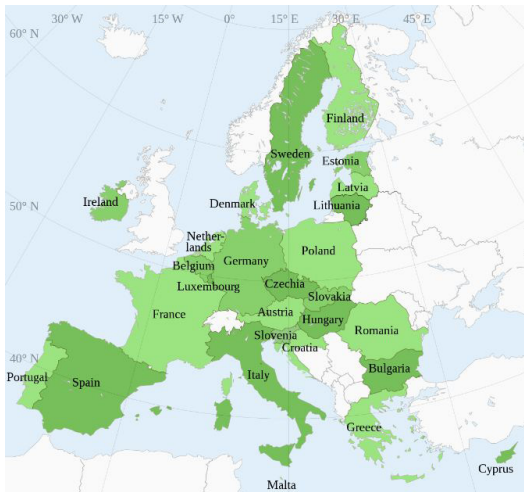 30° W
15° W
0°
15° E
30° E
45° E
60° N
Finland
Sweden
Estonia
Latvia
Lithuania
Ireland
Denmark
50° N
Nether-
lands
Poland
Belgium
Germany
Luxembourg
Czechia
Slovakia
Austria
France
Hungary
Romania
Slovenia
Croatia
40° N
Bulgaria
Portugal
Spain
Italy
Greece
Cyprus
Malta